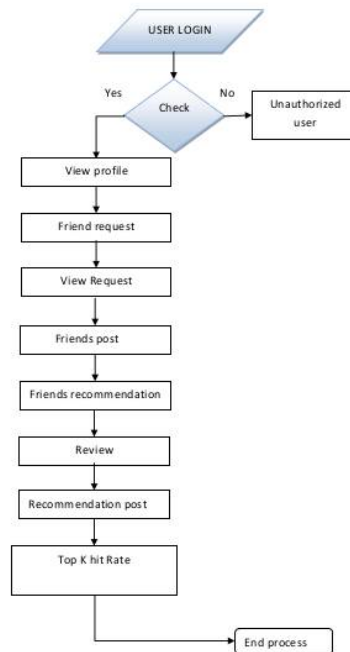 USER LOGIN
Yes
No
Check
Unauthorized
user
View profile
Friend request
View Request
Friends post
Friends recommendation
Review
Recommendation post
Top K hit Rate
End process